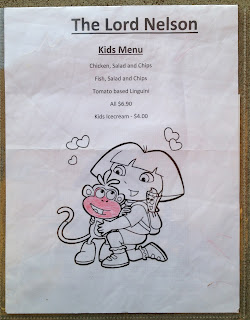 The Lord Nelson
Kids Menu
Chicken, Salad and Chips
Fish, Salad and Chips
Tomato based Linguini
All $6.90
Kids Icecream - $4.00